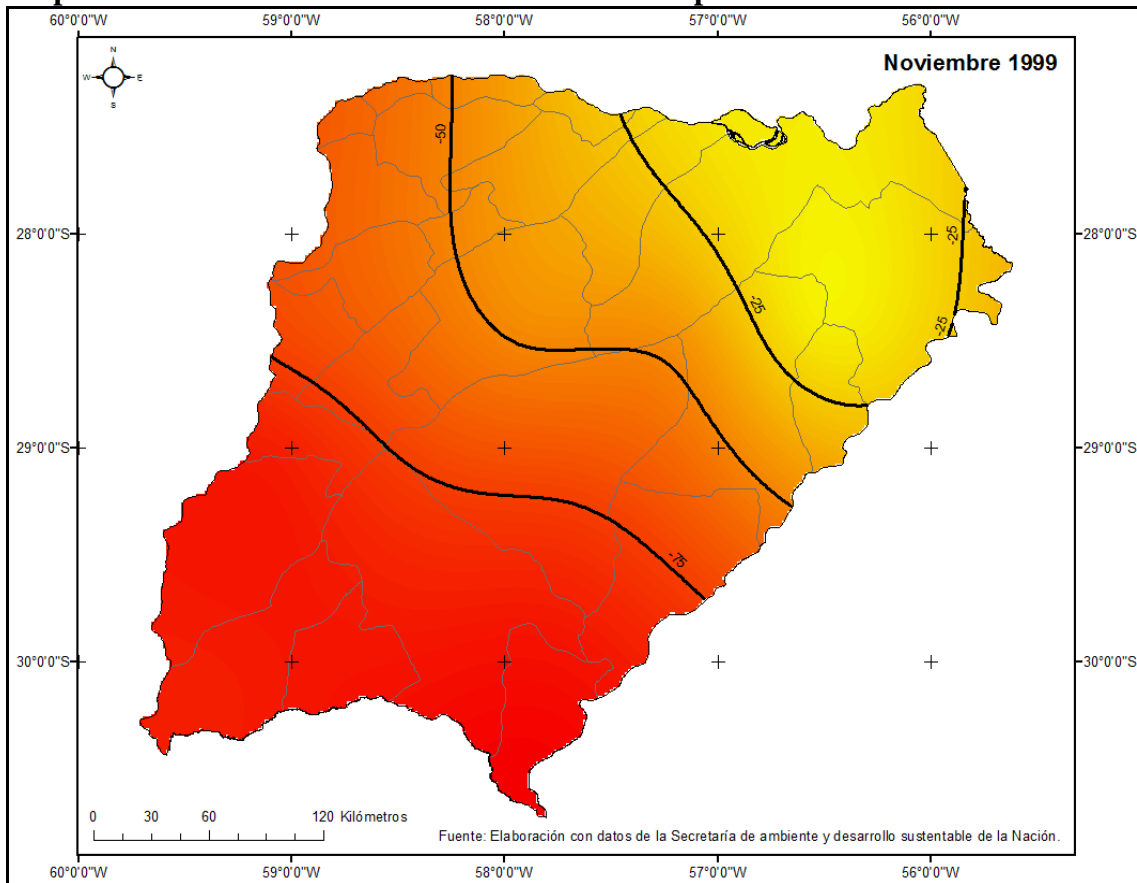 60°0'0"W 59°0'0"W 58°0'0"W 57°0'0"W 56°0'0"W
N
W E
S
Noviembre 1999
-50
28°0'0"S -25 28°0'0"S
-25
-25
29°0'0"S 29°0'0"S
-75
30°0'0"S 30°0'0"S
0 30 60 120 Kilómetros
Fuente: Elaboración con datos de la Secretaría de ambiente y desarrollo sustentable de la Nación.
60°0'0"W 59°0'0"W 58°0'0"W 57°0'0"W 56°0'0"W